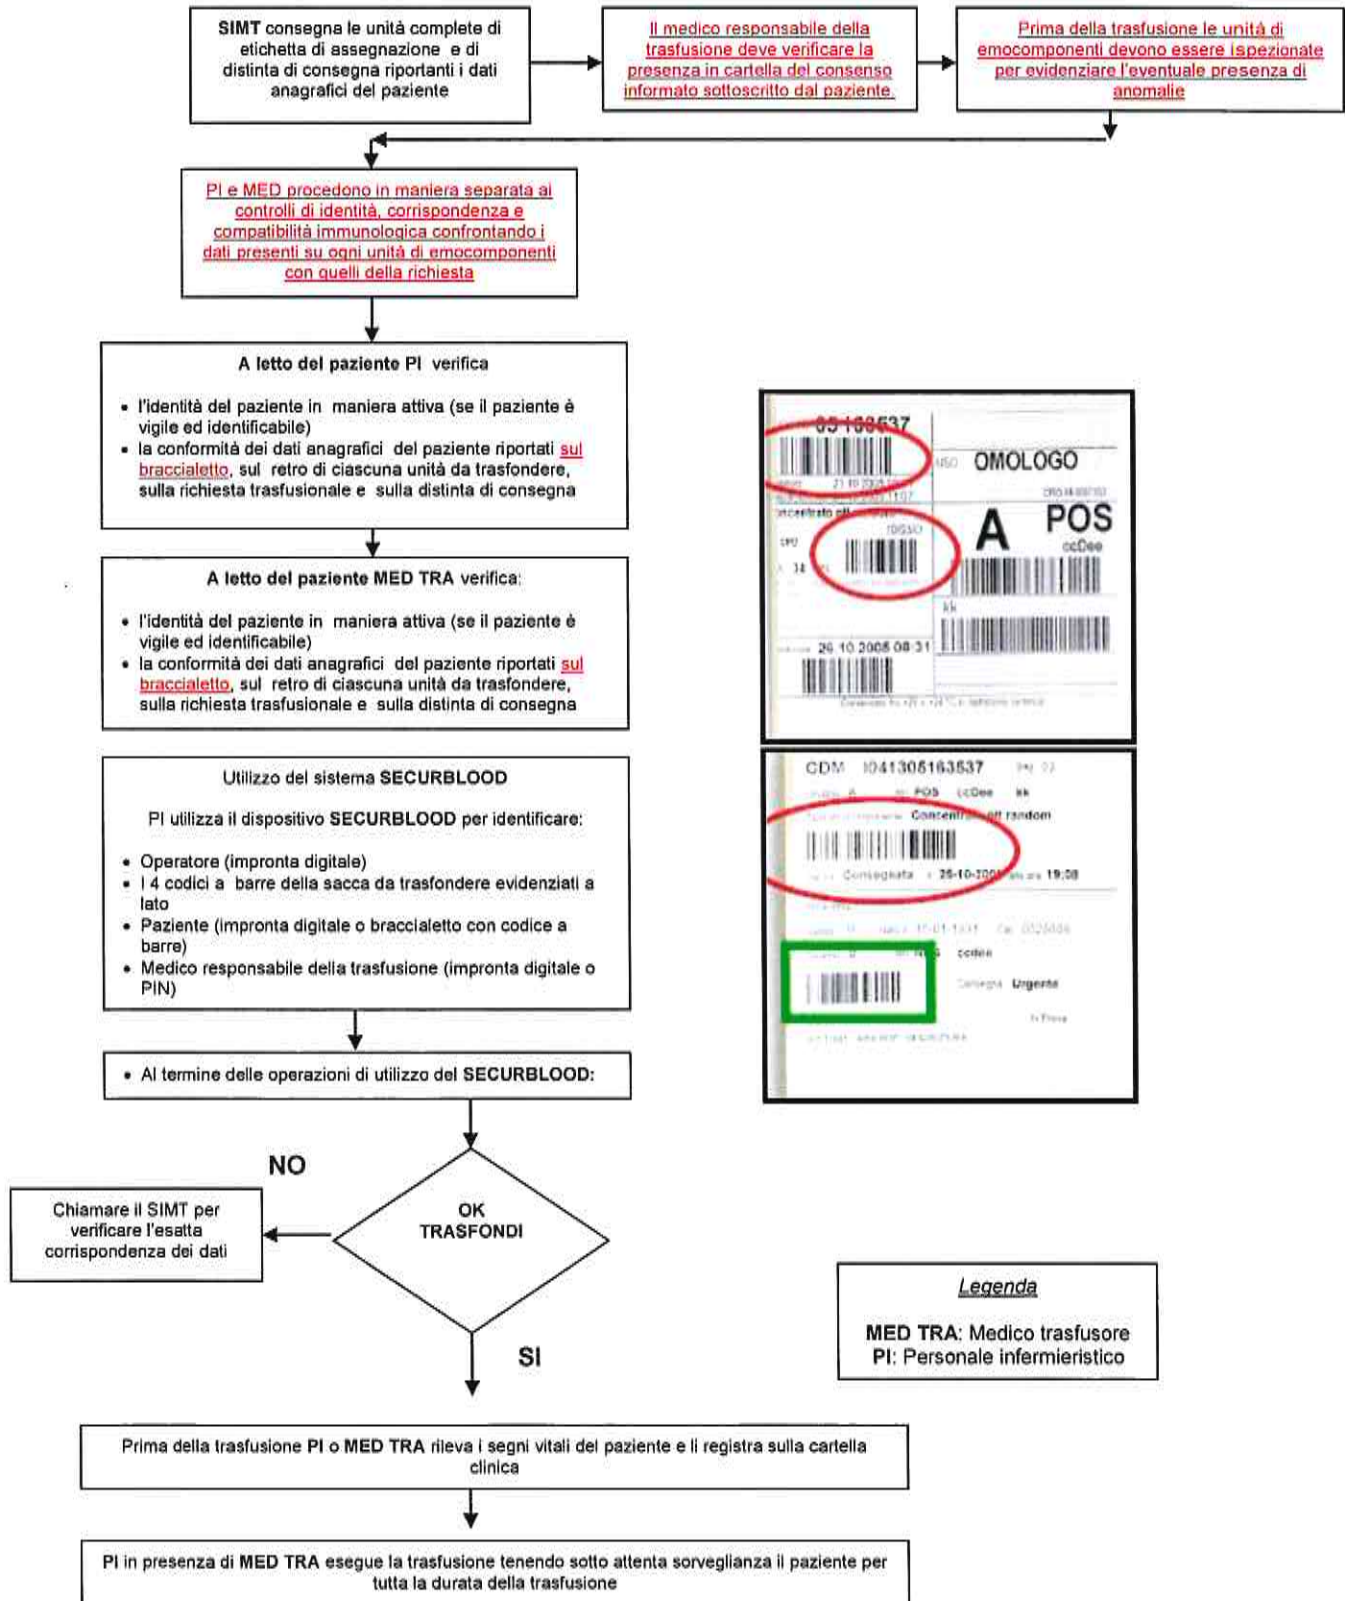 SIMT consegna le unità complete di
etichetta di assegnazione e di
distinta di consegna riportanti i dati
anagrafici del paziente
Il medico responsabile della
trasfusione deve verificare la
presenza in cartella del consenso
informato sottoscritto dal paziente.
Prima della trasfusione le unità di
emocomponenti devono essere ispezionate
per evidenziare l'eventuale presenza di
anomalie
PI e MED procedono in maniera separata ai
controlli di identità, corrispondenza e
compatibilità immunologica confrontando i
dati presenti su ogni unità di emocomponenti
con quelli della richiesta
A letto del paziente PI verifica
• l'identità del paziente in maniera attiva (se il paziente è
vigile ed identificabile)
• la conformità dei dati anagrafici del paziente riportati sul
braccialetto, sul retro di ciascuna unità da trasfondere,
sulla richiesta trasfusionale e sulla distinta di consegna
A letto del paziente MED TRA verifica:
• l'identità del paziente in maniera attiva (se il paziente è
vigile ed identificabile)
• la conformità dei dati anagrafici del paziente riportati sul
braccialetto, sul retro di ciascuna unità da trasfondere,
sulla richiesta trasfusionale e sulla distinta di consegna
Utilizzo del sistema SECURBLOOD
PI utilizza il dispositivo SECURBLOOD per identificare:
• Operatore (impronta digitale)
• I 4 codici a barre della sacca da trasfondere evidenziati a
lato
• Paziente (impronta digitale o braccialetto con codice a
barre)
• Medico responsabile della trasfusione (impronta digitale o
PIN)
• Al termine delle operazioni di utilizzo del SECURBLOOD:
OMOLOGO
A POS
ccDee
kk
26.10.2005 08:31
CDM I041305163537
A POS ccDee kk
random
Consegnata
19:08
ccdee
Urgente
NO
OK
TRASFONDI
Chiamare il SIMT per
verificare l'esatta
corrispondenza dei dati
SI
Legenda
MED TRA: Medico trasfusore
PI: Personale infermieristico
Prima della trasfusione PI o MED TRA rileva i segni vitali del paziente e li registra sulla cartella
clinica
PI in presenza di MED TRA esegue la trasfusione tenendo sotto attenta sorveglianza il paziente per
tutta la durata della trasfusione